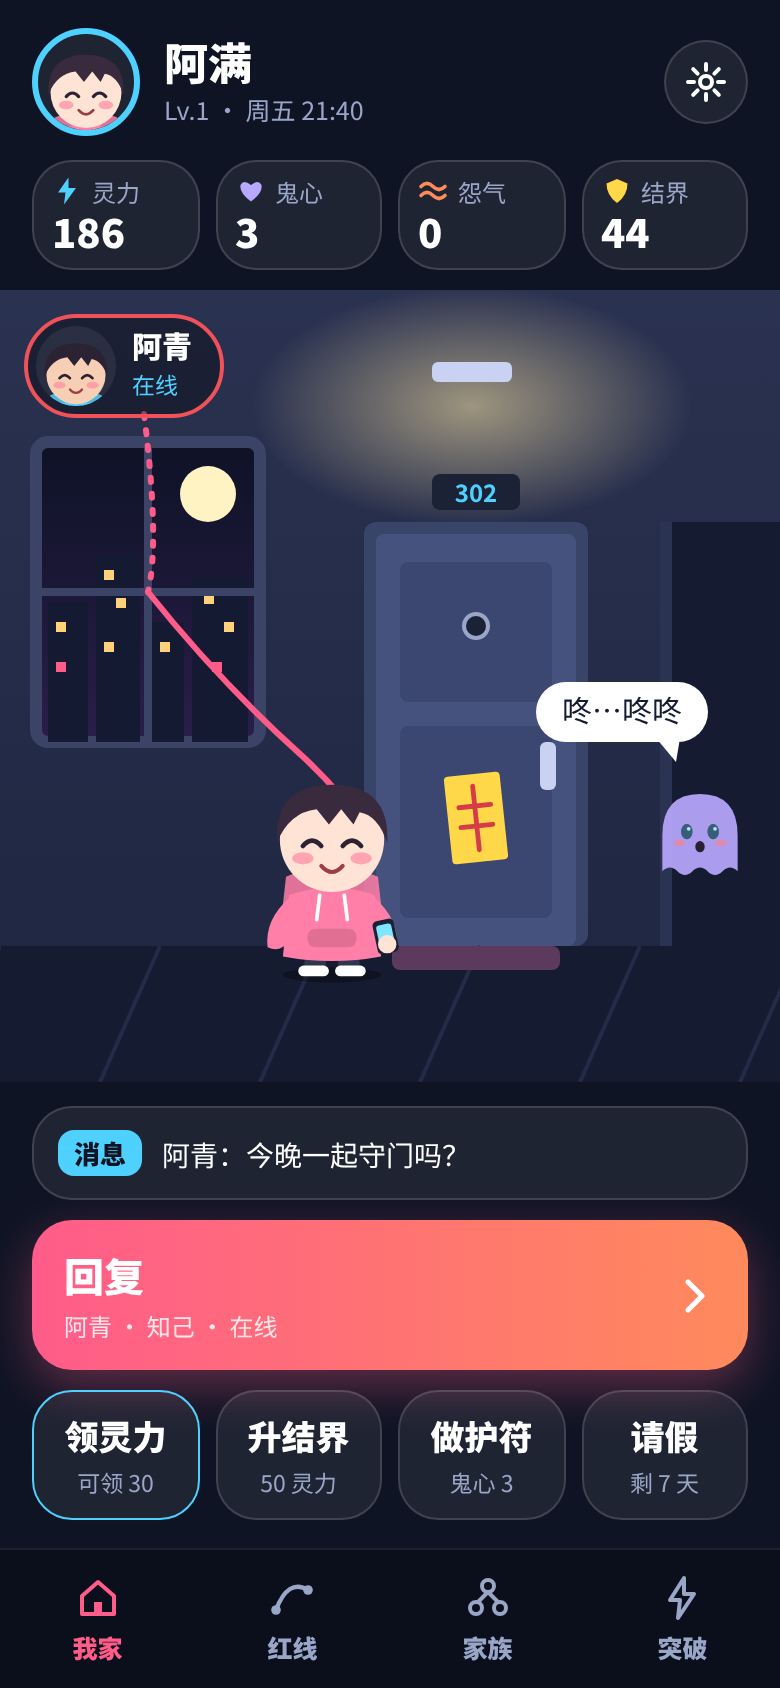 阿满
Lv.1 · 周五 21:40
灵力
186
鬼心
3
怨气
0
结界
44
阿青
在线
302
咚…咚咚
消息
阿青：今晚一起守门吗？
回复
阿青 · 知己 · 在线
领灵力
可领 30
升结界
50 灵力
做护符
鬼心 3
请假
剩 7 天
我家
红线
家族
突破